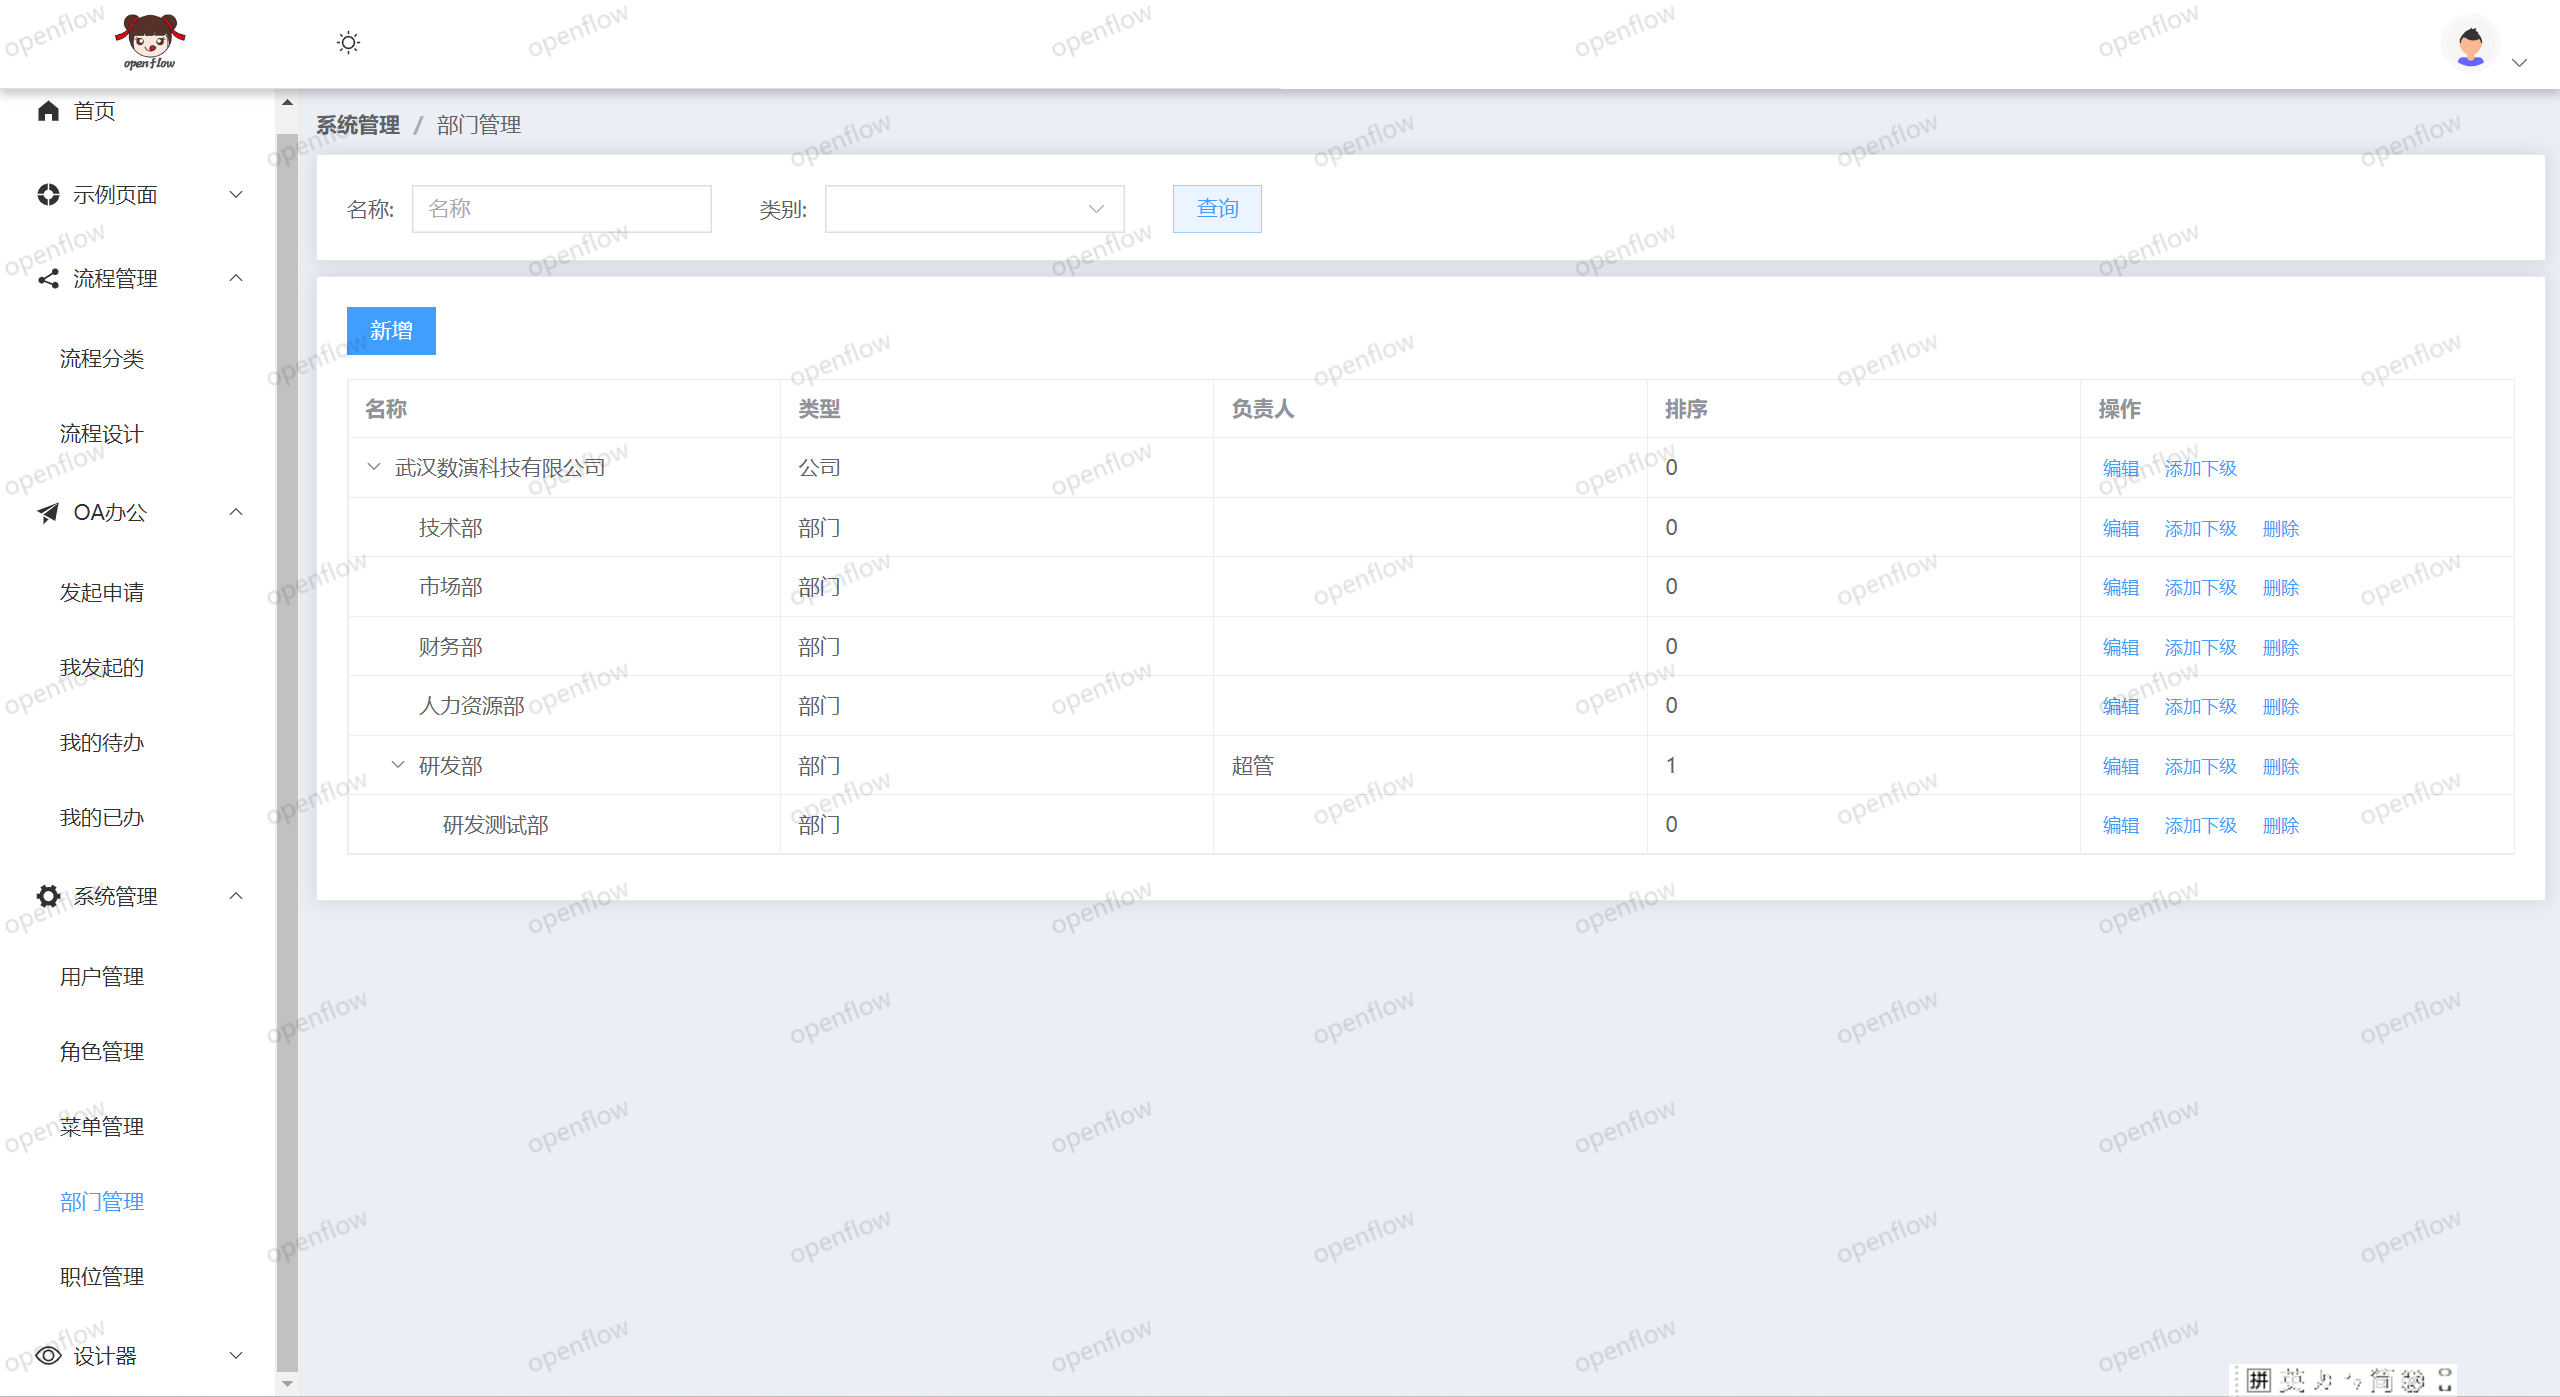 openflow
首页
示例页面
流程管理
流程分类
流程设计
OA办公
发起申请
我发起的
我的待办
我的已办
系统管理
用户管理
角色管理
菜单管理
部门管理
职位管理
设计器
系统管理 / 部门管理
名称: 名称 类别: 查询
新增
名称 类型 负责人 排序 操作
武汉数演科技有限公司 公司 0 编辑 添加下级
技术部 部门 0 编辑 添加下级 删除
市场部 部门 0 编辑 添加下级 删除
财务部 部门 0 编辑 添加下级 删除
人力资源部 部门 0 编辑 添加下级 删除
研发部 部门 超管 1 编辑 添加下级 删除
研发测试部 部门 0 编辑 添加下级 删除
拼 英 简